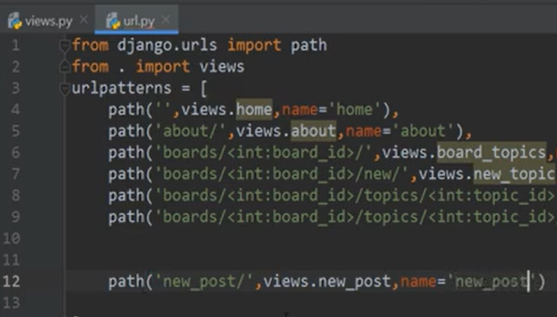 views.py × url.py ×
1 from django.urls import path
2 from . import views
3 urlpatterns = [
4 path('',views.home,name='home'),
5 path('about/',views.about,name='about'),
6 path('boards/<int:board_id>/',views.board_topics,
7 path('boards/<int:board_id>/new/',views.new_topic
8 path('boards/<int:board_id>/topics/<int:topic_id>
9 path('boards/<int:board_id>/topics/<int:topic_id>
10
11
12 path('new_post/',views.new_post,name='new_post')
13